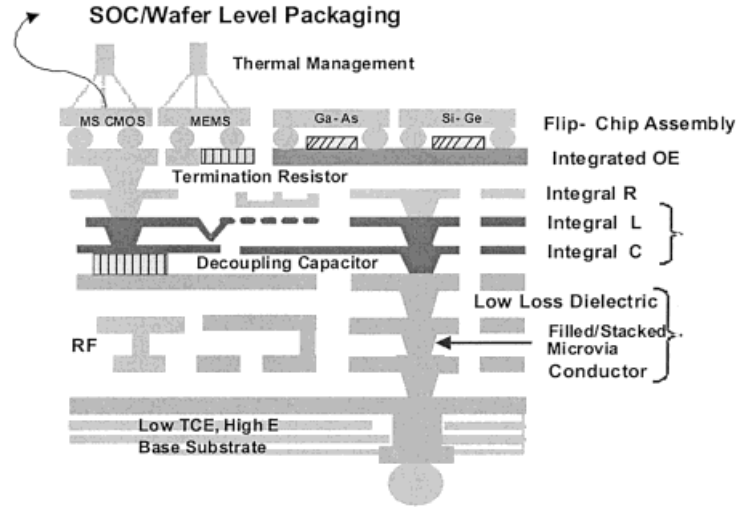 SOC/Wafer Level Packaging
Thermal Management
MS CMOS
MEMS
Ga-As
Si-Ge
Flip- Chip Assembly
Integrated OE
Termination Resistor
Integral R
Integral L
Integral C
Decoupling Capacitor
Low Loss Dielectric
RF
Filled/Stacked
Microvia
Conductor
Low TCE, High E
Base Substrate